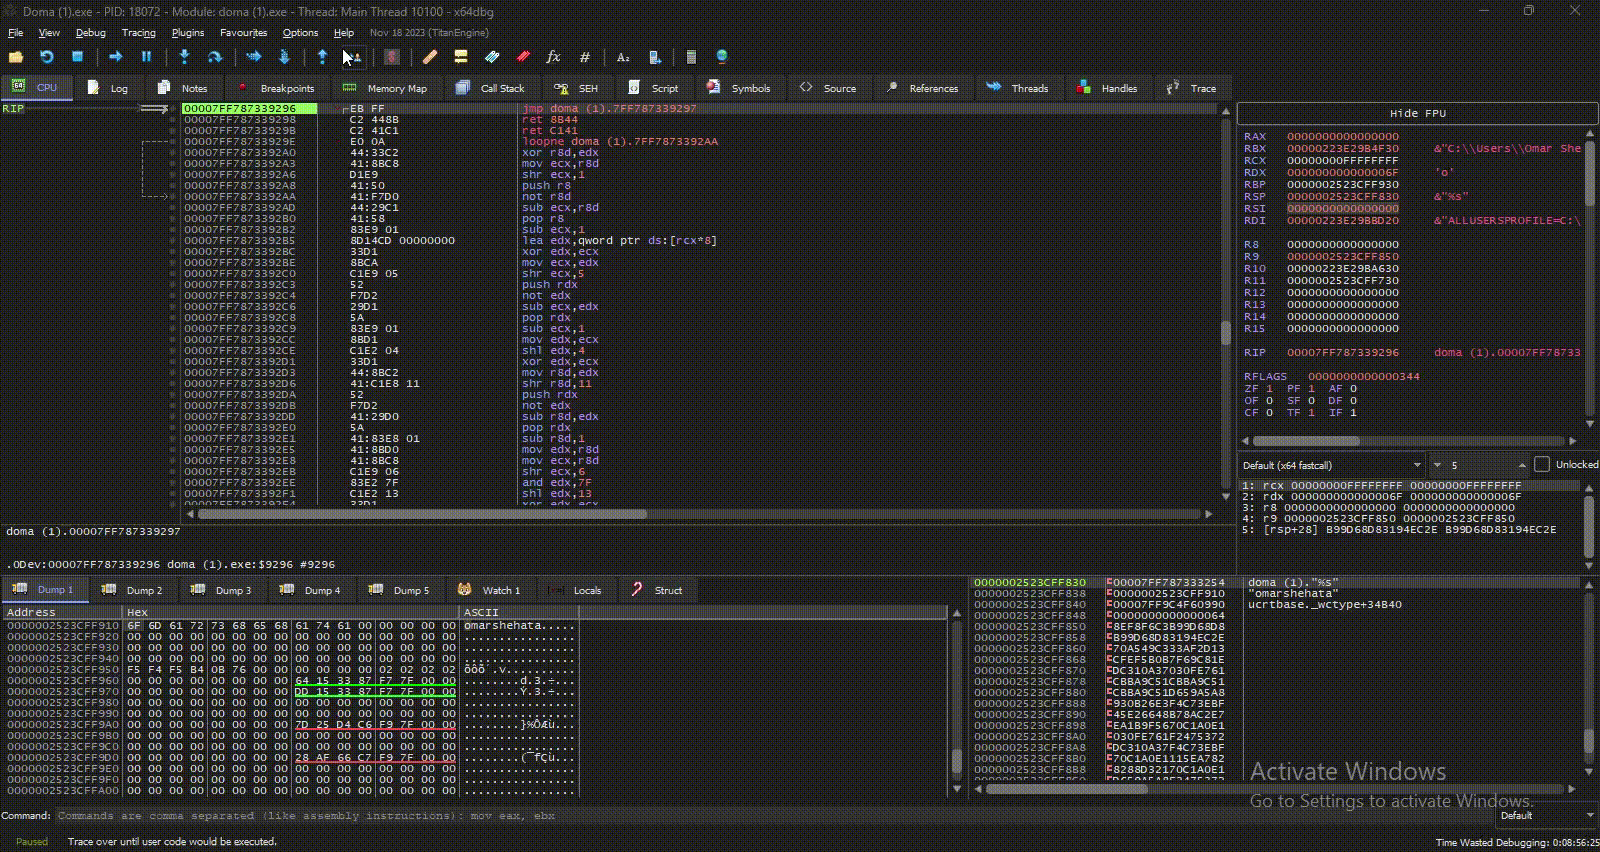 Doma (1).exe - PID: 18072 - Module: doma (1).exe - Thread: Main Thread 10100 - x64dbg
File View Debug Tracing Plugins Favourites Options Help Nov 18 2023 (TitanEngine)
CPU Log Notes Breakpoints Memory Map Call Stack SEH Script Symbols Source References Threads Handles Trace
RIP
00007FF787339296 EB FF jmp doma (1).7FF787339297
00007FF787339298 C2 448B ret 8B44
00007FF78733929B C2 41C1 ret C141
00007FF78733929E E0 0A loopne doma (1).7FF7873392AA
00007FF7873392A0 44:33C2 xor r8d,edx
00007FF7873392A3 41:8BC8 mov ecx,r8d
00007FF7873392A6 D1E9 shr ecx,1
00007FF7873392A8 41:50 push r8
00007FF7873392AA 41:F7D0 not r8d
00007FF7873392AD 44:29C1 sub ecx,r8d
00007FF7873392B0 41:58 pop r8
00007FF7873392B2 83E9 01 sub ecx,1
00007FF7873392B5 8D14CD 00000000 lea edx,qword ptr ds:[rcx*8]
00007FF7873392BC 33D1 xor edx,ecx
00007FF7873392BE 8BCA mov ecx,edx
00007FF7873392C0 C1E9 05 shr ecx,5
00007FF7873392C3 52 push rdx
00007FF7873392C4 F7D2 not edx
00007FF7873392C6 29D1 sub ecx,edx
00007FF7873392C8 5A pop rdx
00007FF7873392C9 83E9 01 sub ecx,1
00007FF7873392CC 8BD1 mov edx,ecx
00007FF7873392CE C1E2 04 shl edx,4
00007FF7873392D1 33D1 xor edx,ecx
00007FF7873392D3 44:8BC2 mov r8d,edx
00007FF7873392D6 41:C1E8 11 shr r8d,11
00007FF7873392DA 52 push rdx
00007FF7873392DB F7D2 not edx
00007FF7873392DD 41:29D0 sub r8d,edx
00007FF7873392E0 5A pop rdx
00007FF7873392E1 41:83E8 01 sub r8d,1
00007FF7873392E5 41:8BD0 mov edx,r8d
00007FF7873392E8 41:8BC8 mov ecx,r8d
00007FF7873392EB C1E9 06 shr ecx,6
00007FF7873392EE 83E2 7F and edx,7F
00007FF7873392F1 C1E2 13 shl edx,13
00007FF7873392F4 33D1 xor edx,ecx
Hide FPU
RAX 0000000000000000
RBX 00000223E29B4F30 &"C:\\Users\\Omar She
RCX 00000000FFFFFFFF
RDX 000000000000006F 'o'
RBP 0000002523CFF930
RSP 0000002523CFF830 &"%s"
RSI 0000000000000000
RDI 00000223E29BBD20 &"ALLUSERSPROFILE=C:\
R8 0000000000000000
R9 0000002523CFF850
R10 00000223E29BA630
R11 0000002523CFF730
R12 0000000000000000
R13 0000000000000000
R14 0000000000000000
R15 0000000000000000
RIP 00007FF787339296 doma (1).00007FF78733
RFLAGS 0000000000000344
ZF 1 PF 1 AF 0
OF 0 SF 0 DF 0
CF 0 TF 1 IF 1
Default (x64 fastcall) 5 Unlocked
1: rcx 00000000FFFFFFFF 00000000FFFFFFFF
2: rdx 000000000000006F 000000000000006F
3: r8 0000000000000000 0000000000000000
4: r9 0000002523CFF850 0000002523CFF850
5: [rsp+28] B99D68D83194EC2E B99D68D83194EC2E
doma (1).00007FF787339297
.0Dev:00007FF787339296 doma (1).exe:$9296 #9296
Dump 1 Dump 2 Dump 3 Dump 4 Dump 5 Watch 1 Locals Struct
Address Hex ASCII
0000002523CFF910 6F 6D 61 72 73 68 65 68 61 74 61 00 00 00 00 00 omarshehata.....
0000002523CFF920 00 00 00 00 00 00 00 00 00 00 00 00 00 00 00 00 ................
0000002523CFF930 00 00 00 00 00 00 00 00 00 00 00 00 00 00 00 00 ................
0000002523CFF940 00 00 00 00 00 00 00 00 00 00 00 00 00 00 00 00 ................
0000002523CFF950 F5 F4 F5 B4 0B 76 00 00 00 00 00 00 02 02 02 02 õôõ´.v..........
0000002523CFF960 00 00 00 00 00 00 00 00 64 15 33 87 F7 7F 00 00 ........d.3.÷...
0000002523CFF970 00 00 00 00 00 00 00 00 DD 15 33 87 F7 7F 00 00 ........Ý.3.÷...
0000002523CFF980 00 00 00 00 00 00 00 00 00 00 00 00 00 00 00 00 ................
0000002523CFF990 00 00 00 00 00 00 00 00 00 00 00 00 00 00 00 00 ................
0000002523CFF9A0 00 00 00 00 00 00 00 00 7D 25 D4 C6 F9 7F 00 00 ........}%ÔÆù...
0000002523CFF9B0 00 00 00 00 00 00 00 00 00 00 00 00 00 00 00 00 ................
0000002523CFF9C0 00 00 00 00 00 00 00 00 00 00 00 00 00 00 00 00 ................
0000002523CFF9D0 00 00 00 00 00 00 00 00 28 AF 66 C7 F9 7F 00 00 ........(¯fÇù...
0000002523CFF9E0 00 00 00 00 00 00 00 00 00 00 00 00 00 00 00 00 ................
0000002523CFF9F0 00 00 00 00 00 00 00 00 00 00 00 00 00 00 00 00 ................
0000002523CFFA00 00 00 00 00 00 00 00 00 00 00 00 00 00 00 00 00 ................
0000002523CFF830 00007FF787333254 doma (1)."%s"
0000002523CFF838 0000002523CFF910 "omarshehata"
0000002523CFF840 00007FF9C4F60990 ucrtbase._wctype+34B40
0000002523CFF848 0000000000000064
0000002523CFF850 8EF8F6C3B99D68D8
0000002523CFF858 B99D68D83194EC2E
0000002523CFF860 70A549C333AF2D13
0000002523CFF868 CFEF5B0B7F69C81E
0000002523CFF870 DC310A37030FE761
0000002523CFF878 CBBA9C51CBBA9C51
0000002523CFF880 CBBA9C51D659A5A8
0000002523CFF888 930B26E3F4C73EBF
0000002523CFF890 45E26648B78AC2E7
0000002523CFF898 EA1B9F5670C1A0E1
0000002523CFF8A0 030FE761F2475372
0000002523CFF8A8 DC310A37F4C73EBF
0000002523CFF8B0 70C1A0E1115EA782
0000002523CFF8B8 8288D32170C1A0E1
Activate Windows
Go to Settings to activate Windows.
Command: Commands are comma separated (like assembly instructions): mov eax, ebx Default
Paused Trace over until user code would be executed. Time Wasted Debugging: 0:08:56:25